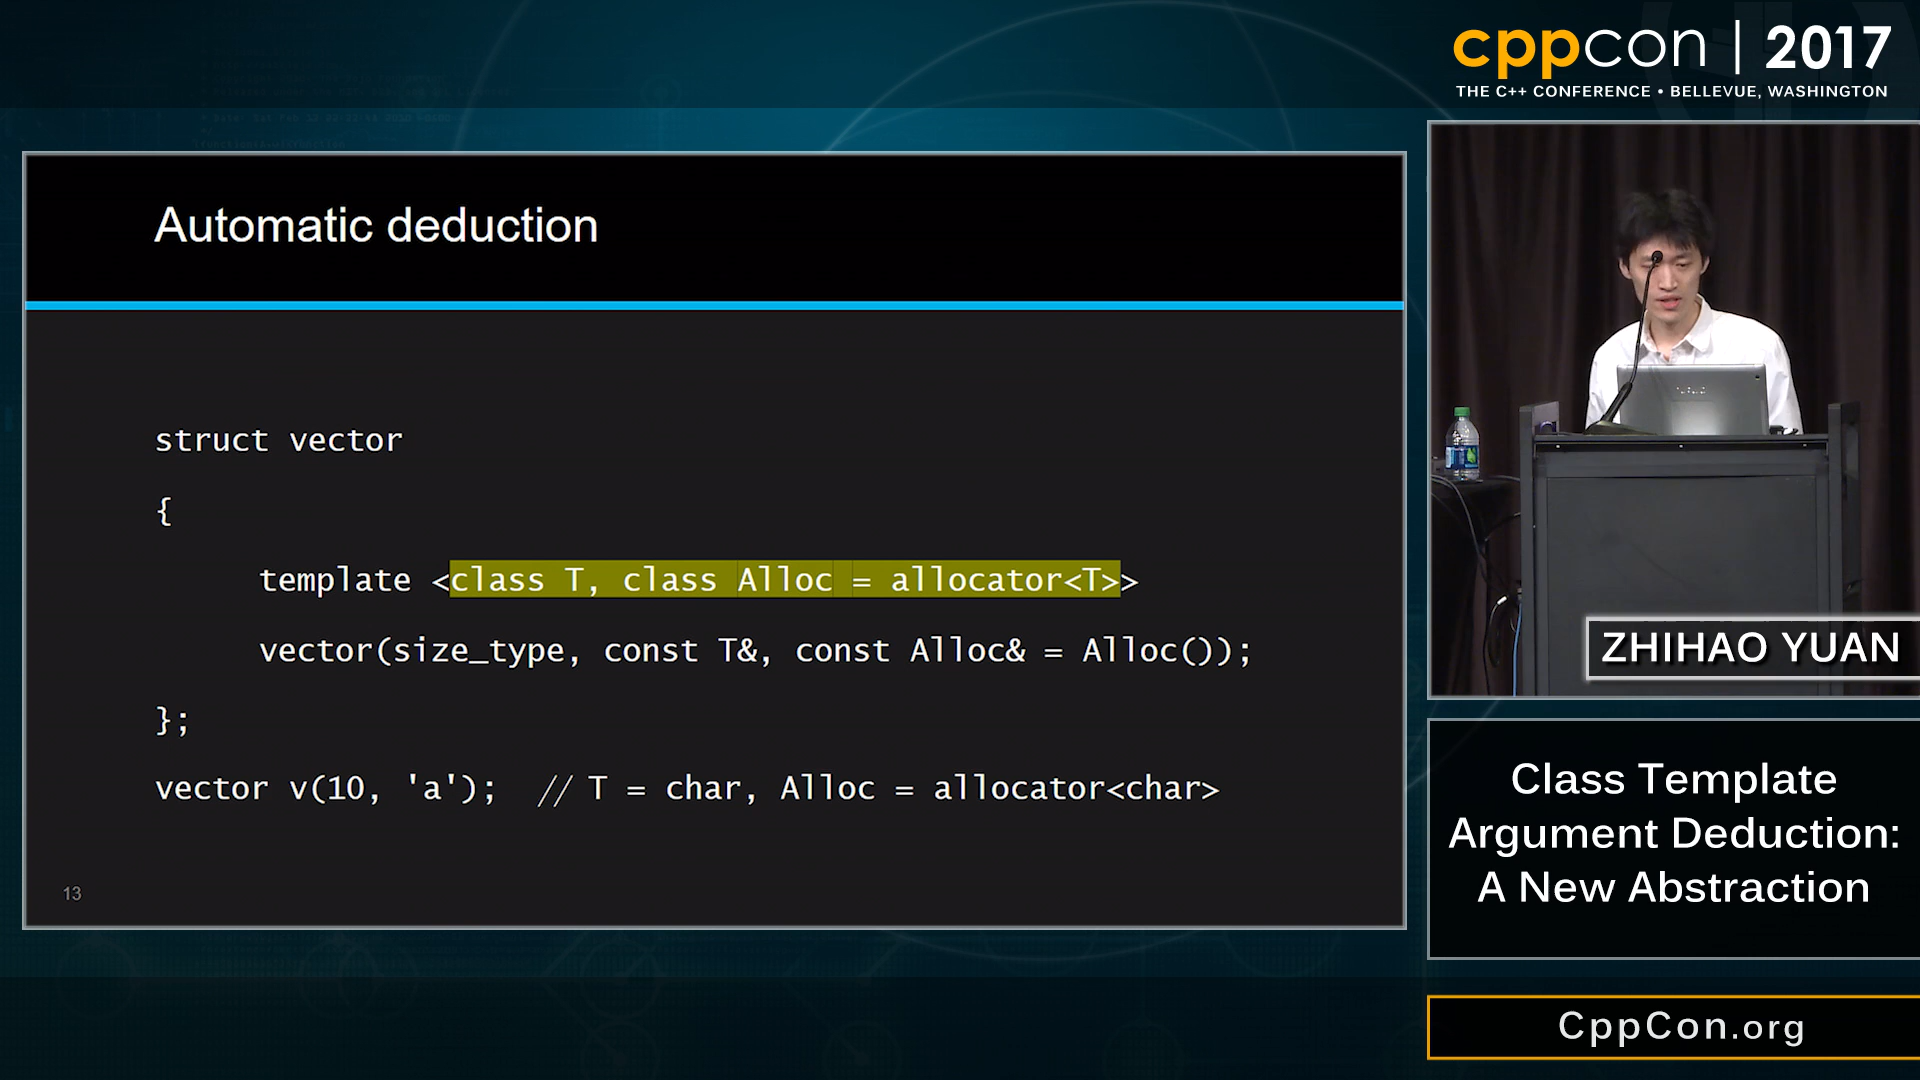 cppcon | 2017
THE C++ CONFERENCE • BELLEVUE, WASHINGTON
Automatic deduction
struct vector
{
template <class T, class Alloc = allocator<T>>
vector(size_type, const T&, const Alloc& = Alloc());
};
vector v(10, 'a');  // T = char, Alloc = allocator<char>
13
ZHIHAO YUAN
Class Template
Argument Deduction:
A New Abstraction
CppCon.org